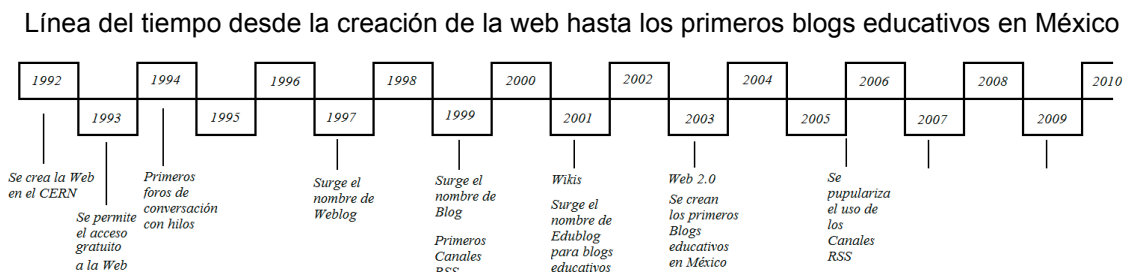 Línea del tiempo desde la creación de la web hasta los primeros blogs educativos en México
1992
1994
1996
1998
2000
2002
2004
2006
2008
2010
1993
1995
1997
1999
2001
2003
2005
2007
2009
Se crea la Web
en el CERN
Se permite
el acceso
gratuito
a la Web
Primeros
foros de
conversación
con hilos
Surge el
nombre de
Weblog
Surge el
nombre de
Blog
Primeros
Canales
RSS
Wikis
Surge el
nombre de
Edublog
para blogs
educativos
Web 2.0
Se crean
los primeros
Blogs
educativos
en México
Se
pupulariza
el uso de
los
Canales
RSS